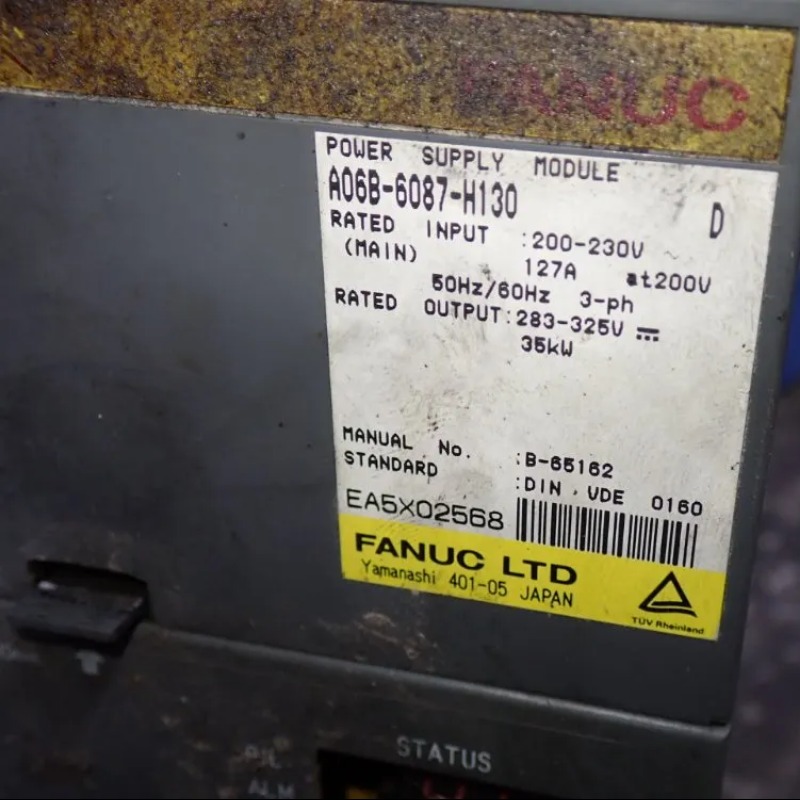 FANUC
POWER SUPPLY MODULE
A06B-6087-H130 D
RATED INPUT :200-230V
(MAIN) 127A at200V
50Hz/60Hz 3-ph
RATED OUTPUT:283-325V ⎓
35kW
MANUAL No. :B-65162
STANDARD :DIN, VDE 0160
EA5X02568
FANUC LTD
Yamanashi 401-05 JAPAN
TÜV Rheinland
STATUS
PIL
ALM